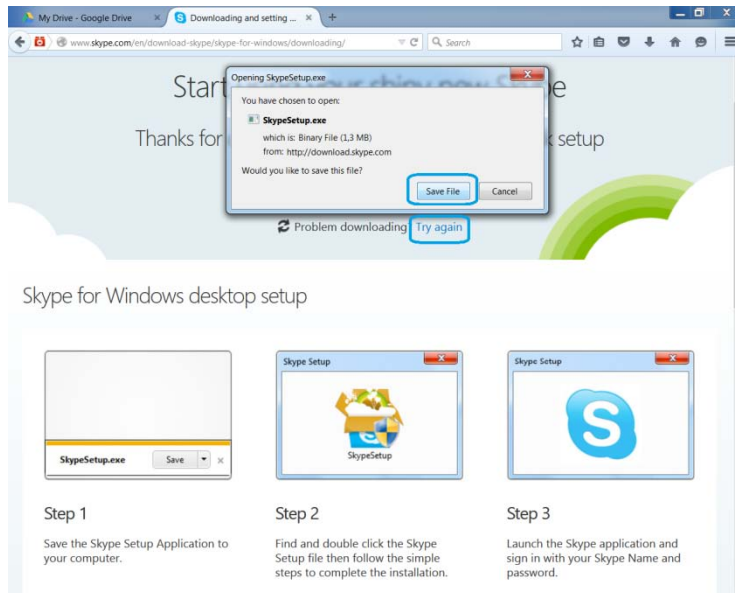 My Drive - Google Drive
Downloading and setting ...
www.skype.com/en/download-skype/skype-for-windows/downloading/
Search
Start
Opening SkypeSetup.exe
You have chosen to open:
SkypeSetup.exe
which is: Binary File (1,3 MB)
from: http://download.skype.com
Would you like to save this file?
Save File Cancel
Thanks for
setup
Problem downloading Try again
Skype for Windows desktop setup
SkypeSetup.exe Save
Skype Setup
SkypeSetup
Skype Setup
Step 1
Save the Skype Setup Application to
your computer.
Step 2
Find and double click the Skype
Setup file then follow the simple
steps to complete the installation.
Step 3
Launch the Skype application and
sign in with your Skype Name and
password.